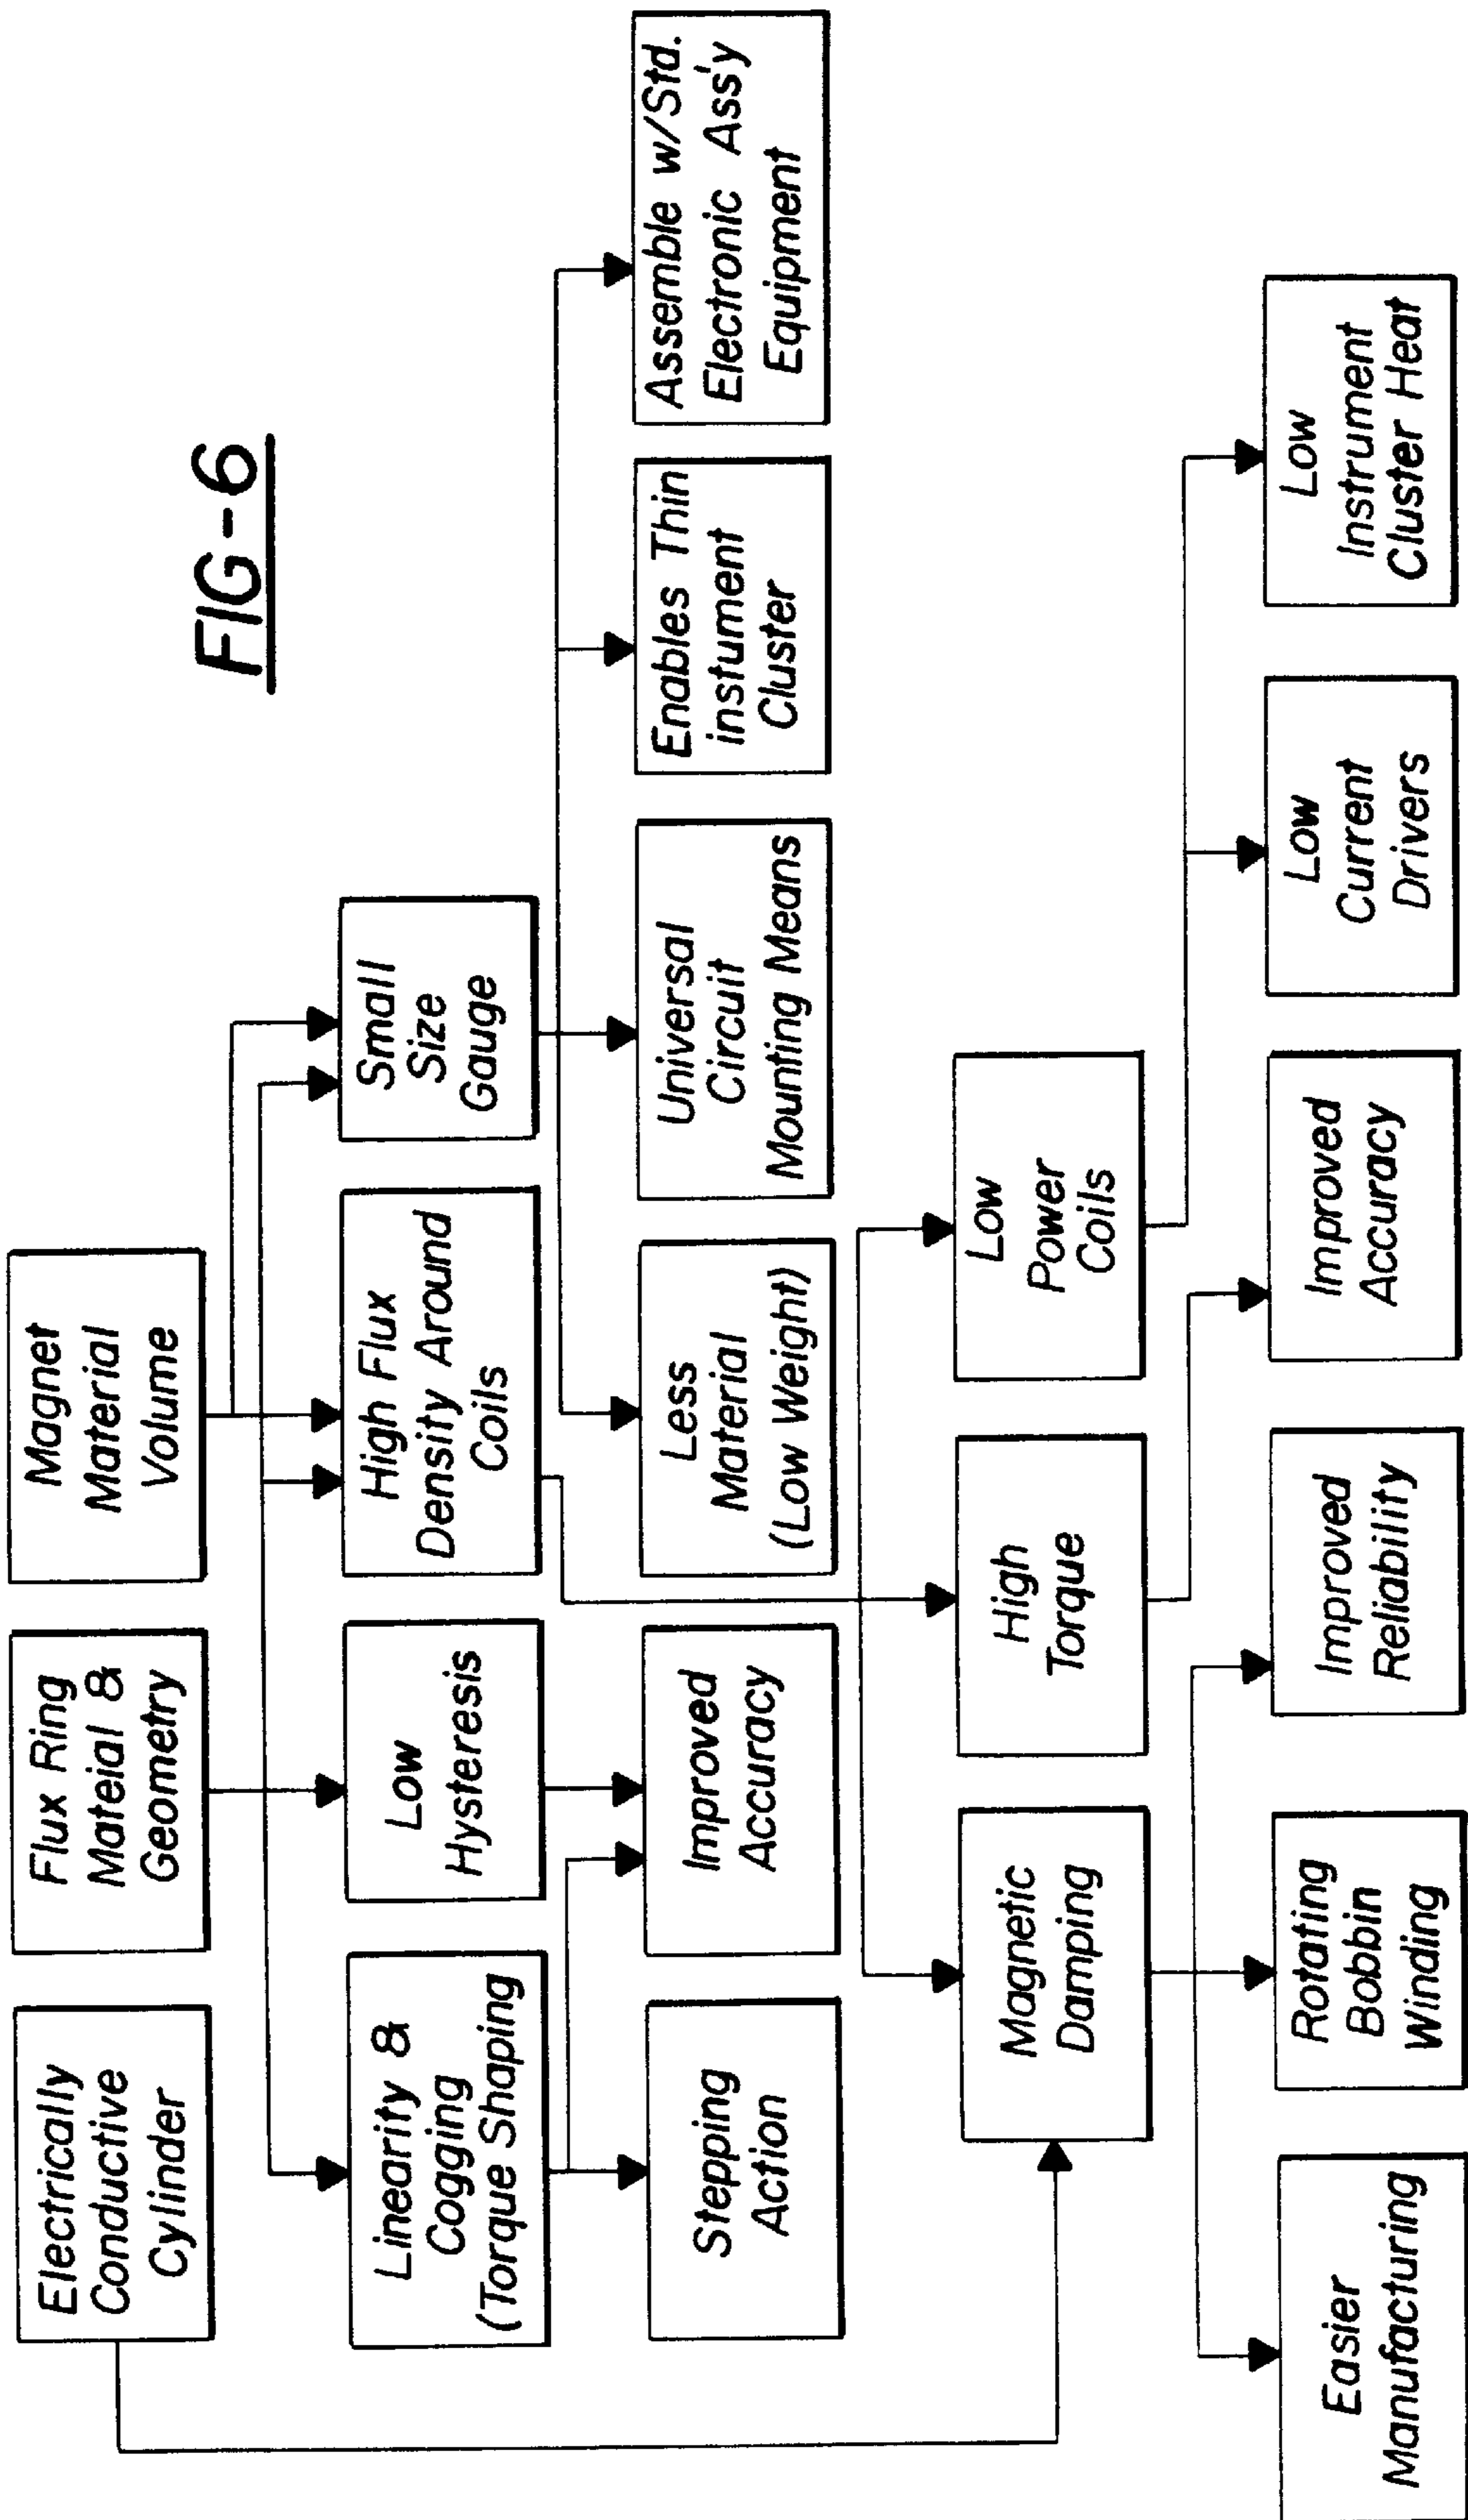 FIG-6
Electrically
Conductive
Cylinder
Flux Ring
Mateial &
Geometry
Magnet
Material
Volume
Linearity &
Cogging
(Torque Shaping
Low
Hysteresis
High Flux
Density Around
Coils
Small
Size
Gauge
Stepping
Action
Improved
Accuracy
Less
Material
(Low Weight)
Universal
Circuit
Mounting Means
Enables Thin
instument
Cluster
Assemble w/Std.
Electronic Ass'y
Equipment
Magnetic
Damping
High
Torque
Low
Power
Coils
Easier
Manufacturing
Rotating
Bobbin
Winding
Improved
Reliability
Improved
Accuracy
Low
Current
Drivers
Low
Instrument
Cluster Heat